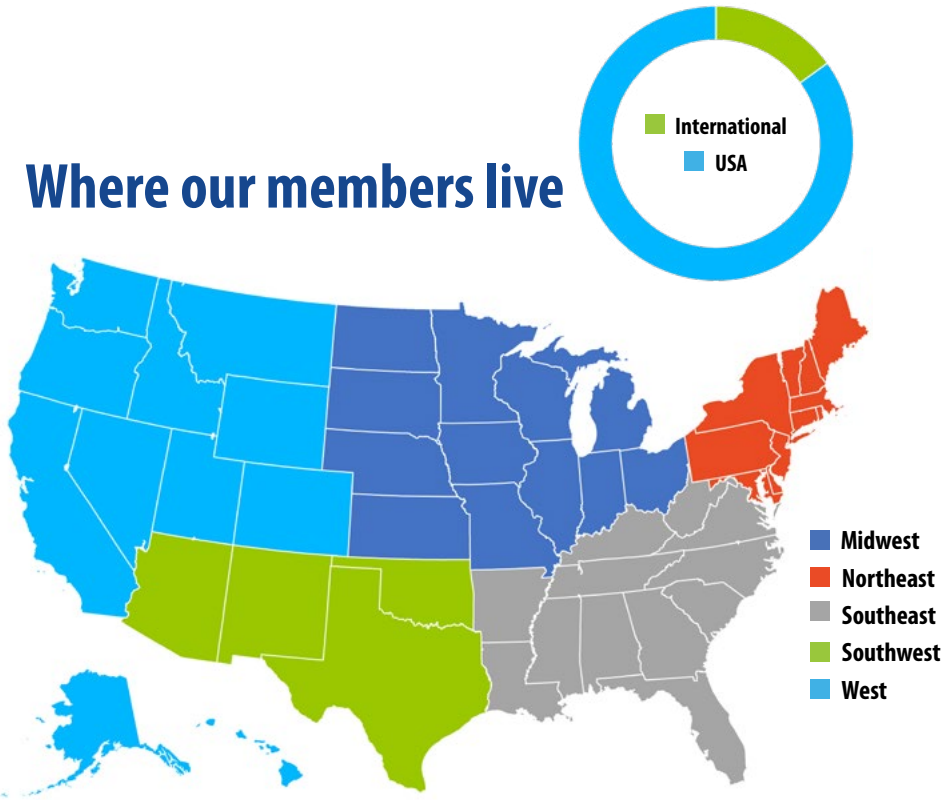 International
USA
Where our members live
Midwest
Northeast
Southeast
Southwest
West